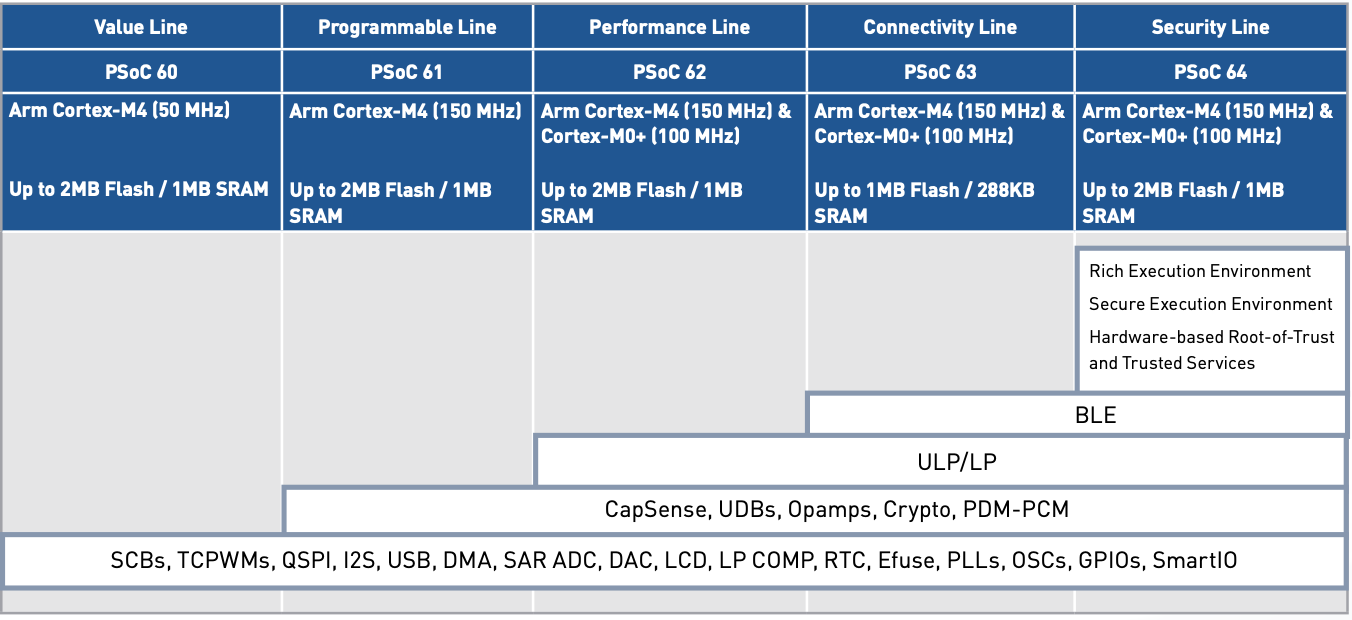 Value Line
Programmable Line
Performance Line
Connectivity Line
Security Line
PSoC 60
PSoC 61
PSoC 62
PSoC 63
PSoC 64
Arm Cortex-M4 (50 MHz)
Up to 2MB Flash / 1MB SRAM
Arm Cortex-M4 (150 MHz)
Up to 2MB Flash / 1MB
SRAM
Arm Cortex-M4 (150 MHz) &
Cortex-M0+ (100 MHz)
Up to 2MB Flash / 1MB
SRAM
Arm Cortex-M4 (150 MHz) &
Cortex-M0+ (100 MHz)
Up to 1MB Flash / 288KB
SRAM
Arm Cortex-M4 (150 MHz) &
Cortex-M0+ (100 MHz)
Up to 2MB Flash / 1MB
SRAM
Rich Execution Environment
Secure Execution Environment
Hardware-based Root-of-Trust
and Trusted Services
BLE
ULP/LP
CapSense, UDBs, Opamps, Crypto, PDM-PCM
SCBs, TCPWMs, QSPI, I2S, USB, DMA, SAR ADC, DAC, LCD, LP COMP, RTC, Efuse, PLLs, OSCs, GPIOs, SmartIO